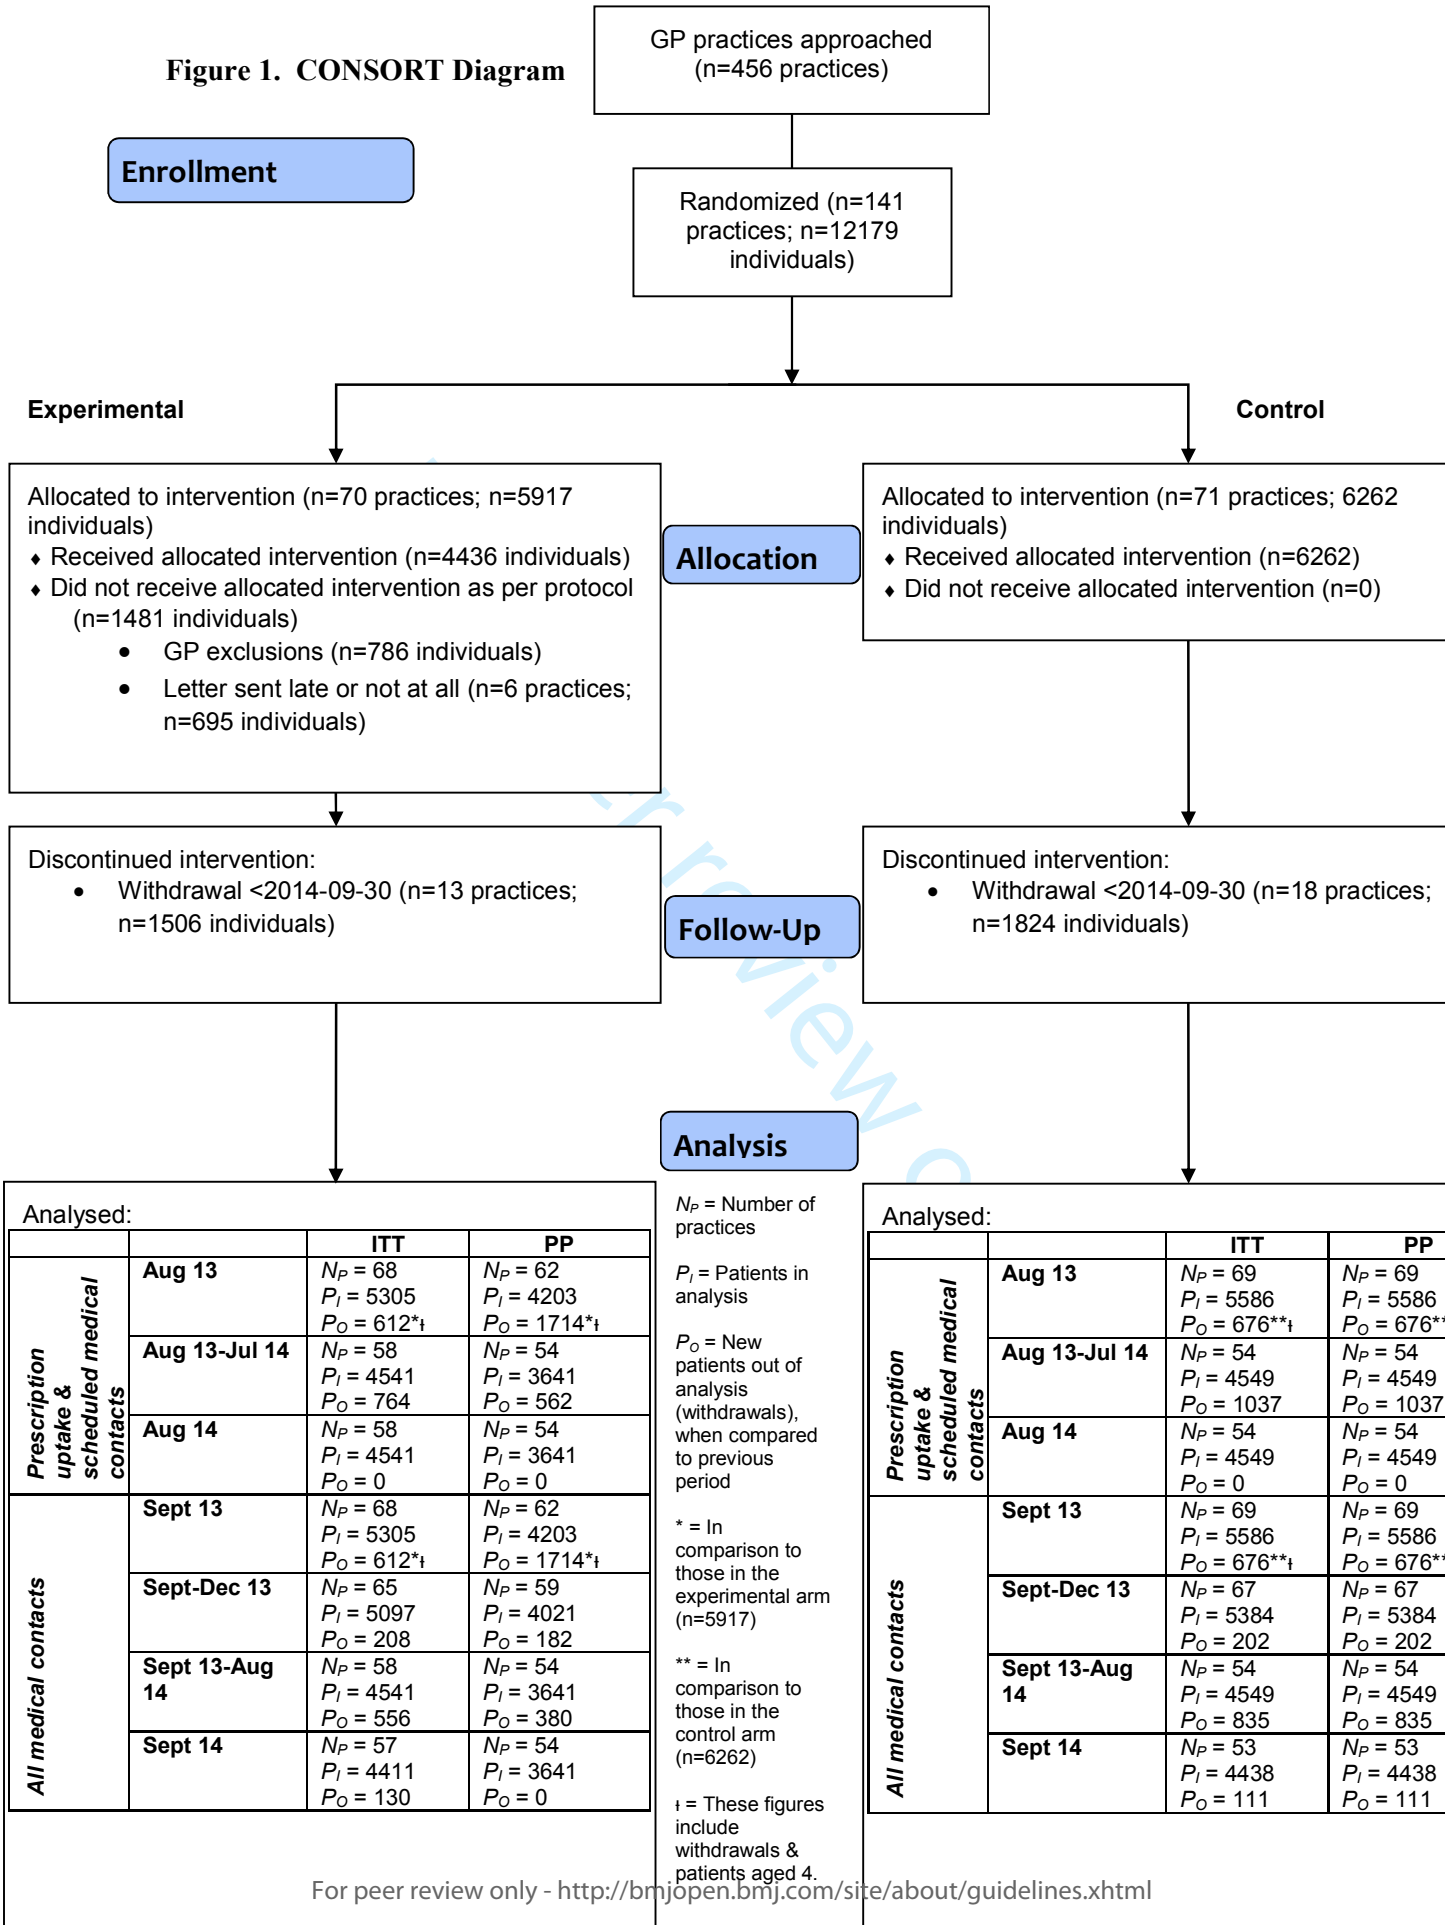 Figure 1. CONSORT Diagram
GP practices approached
(n=456 practices)
Enrollment
Randomized (n=141
practices; n=12179
individuals)
Experimental
Control
Allocated to intervention (n=70 practices; n=5917
individuals)
♦ Received allocated intervention (n=4436 individuals)
♦ Did not receive allocated intervention as per protocol
(n=1481 individuals)
• GP exclusions (n=786 individuals)
• Letter sent late or not at all (n=6 practices;
n=695 individuals)
Allocation
Allocated to intervention (n=71 practices; 6262
individuals)
♦ Received allocated intervention (n=6262)
♦ Did not receive allocated intervention (n=0)
Discontinued intervention:
• Withdrawal <2014-09-30 (n=13 practices;
n=1506 individuals)
Follow-Up
Discontinued intervention:
• Withdrawal <2014-09-30 (n=18 practices;
n=1824 individuals)
Analysis
Analysed:
ITT PP
Prescription
uptake &
scheduled medical
contacts
Aug 13 NP = 68 NP = 62
PI = 5305 PI = 4203
PO = 612*ƚ PO = 1714*ƚ
Aug 13-Jul 14 NP = 58 NP = 54
PI = 4541 PI = 3641
PO = 764 PO = 562
Aug 14 NP = 58 NP = 54
PI = 4541 PI = 3641
PO = 0 PO = 0
All medical contacts
Sept 13 NP = 68 NP = 62
PI = 5305 PI = 4203
PO = 612*ƚ PO = 1714*ƚ
Sept-Dec 13 NP = 65 NP = 59
PI = 5097 PI = 4021
PO = 208 PO = 182
Sept 13-Aug NP = 58 NP = 54
14 PI = 4541 PI = 3641
PO = 556 PO = 380
Sept 14 NP = 57 NP = 54
PI = 4411 PI = 3641
PO = 130 PO = 0
NP = Number of
practices
PI = Patients in
analysis
PO = New
patients out of
analysis
(withdrawals),
when compared
to previous
period
* = In
comparison to
those in the
experimental arm
(n=5917)
** = In
comparison to
those in the
control arm
(n=6262)
ƚ = These figures
include
withdrawals &
patients aged 4.
Analysed:
ITT PP
Prescription
uptake &
scheduled medical
contacts
Aug 13 NP = 69 NP = 69
PI = 5586 PI = 5586
PO = 676**ƚ PO = 676**
Aug 13-Jul 14 NP = 54 NP = 54
PI = 4549 PI = 4549
PO = 1037 PO = 1037
Aug 14 NP = 54 NP = 54
PI = 4549 PI = 4549
PO = 0 PO = 0
All medical contacts
Sept 13 NP = 69 NP = 69
PI = 5586 PI = 5586
PO = 676**ƚ PO = 676**
Sept-Dec 13 NP = 67 NP = 67
PI = 5384 PI = 5384
PO = 202 PO = 202
Sept 13-Aug NP = 54 NP = 54
14 PI = 4549 PI = 4549
PO = 835 PO = 835
Sept 14 NP = 53 NP = 53
PI = 4438 PI = 4438
PO = 111 PO = 111
For peer review only - http://bmjopen.bmj.com/site/about/guidelines.xhtml